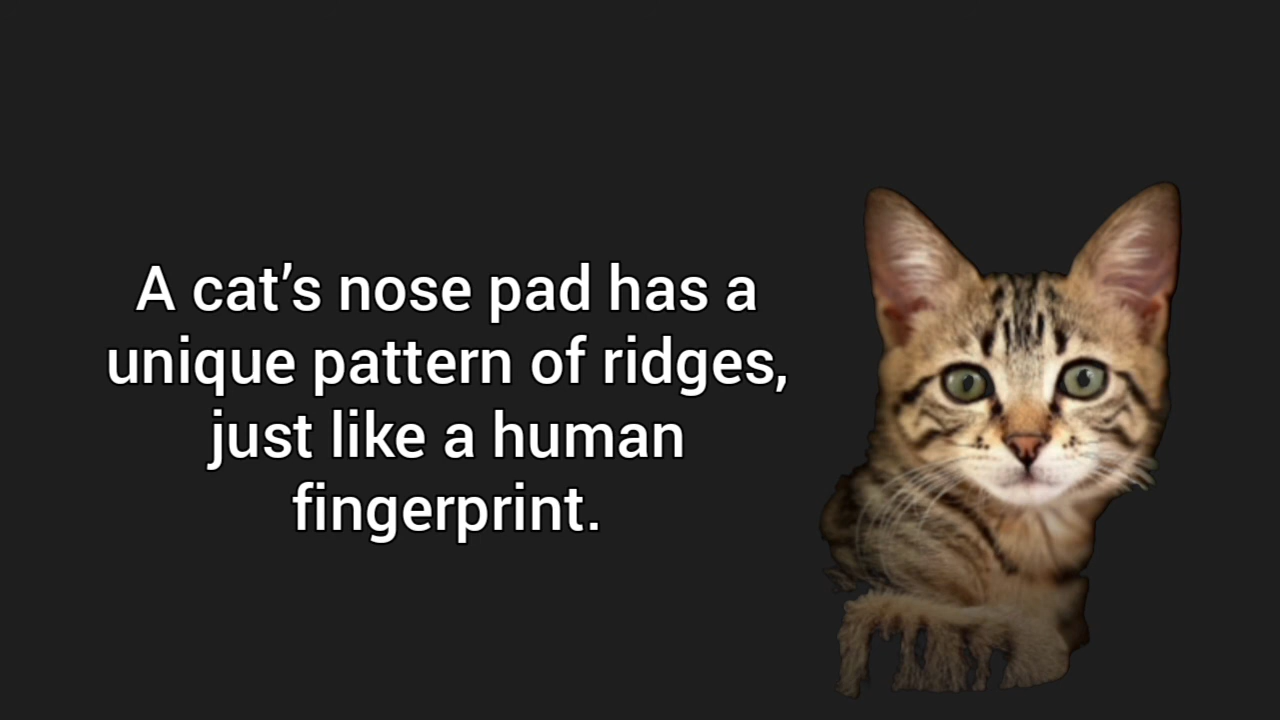 A cat’s nose pad has a
unique pattern of ridges,
just like a human
fingerprint.